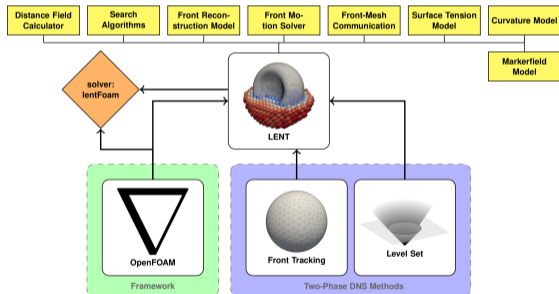 Distance Field
Calculator
Search
Algorithms
Front Recon-
struction Model
Front Mo-
tion Solver
Front-Mesh
Communication
Surface Tension
Model
Curvature Model
Markerfield
Model
solver:
lentFoam
LENT
OpenFOAM
Front Tracking
Level Set
Framework
Two-Phase DNS Methods